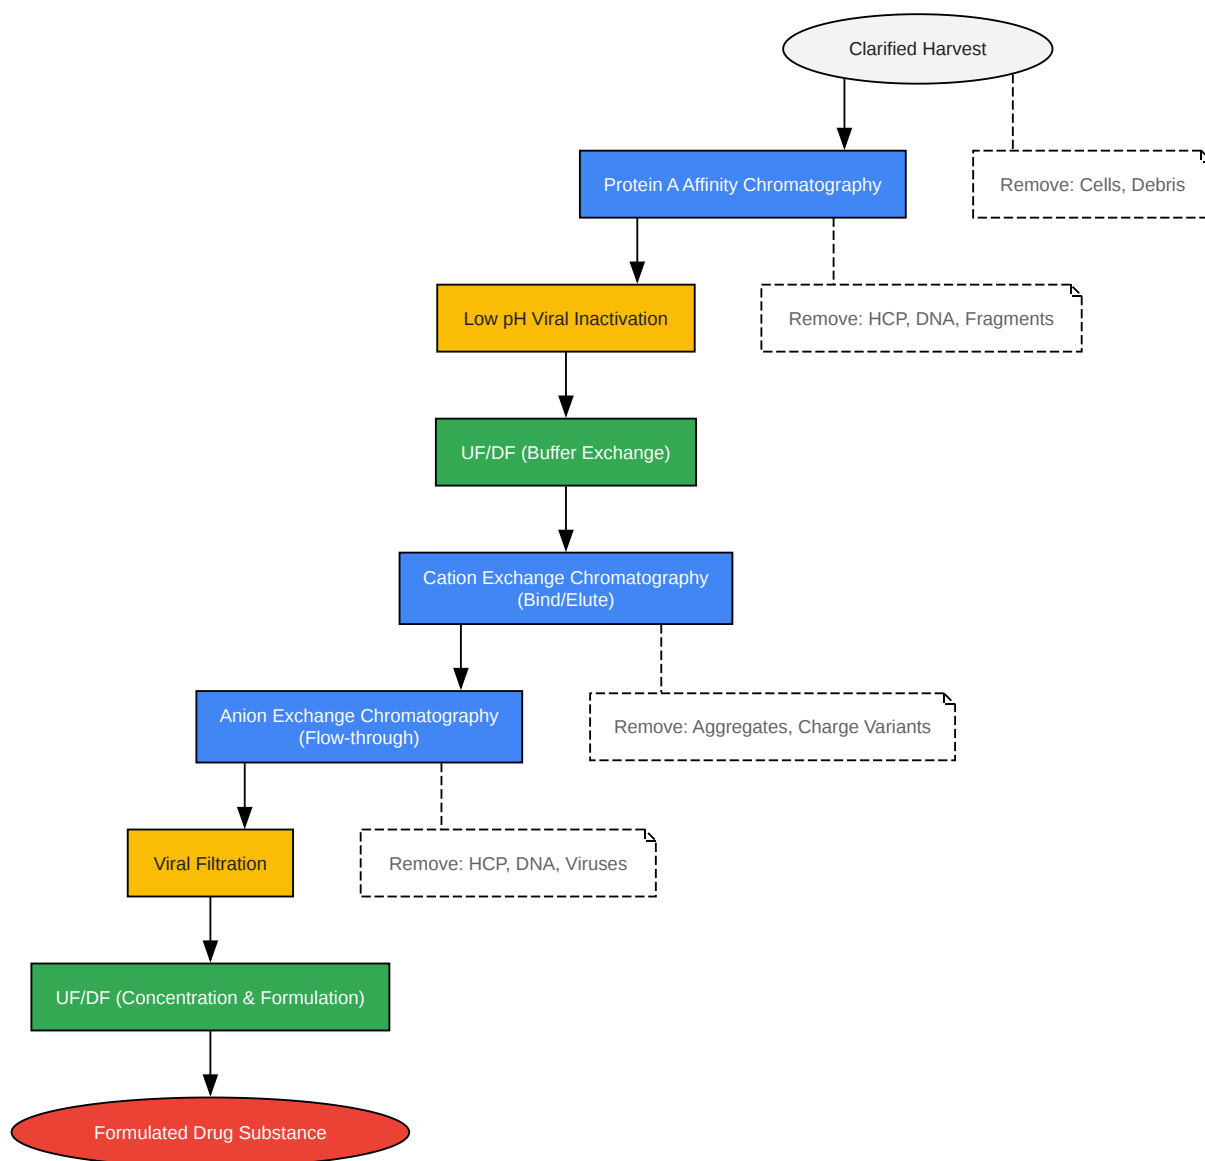 Clarified Harvest
Protein A Affinity Chromatography
Remove: Cells, Debris
Low pH Viral Inactivation
Remove: HCP, DNA, Fragments
UF/DF (Buffer Exchange)
Cation Exchange Chromatography
(Bind/Elute)
Anion Exchange Chromatography
(Flow-through)
Remove: Aggregates, Charge Variants
Viral Filtration
Remove: HCP, DNA, Viruses
UF/DF (Concentration & Formulation)
Formulated Drug Substance